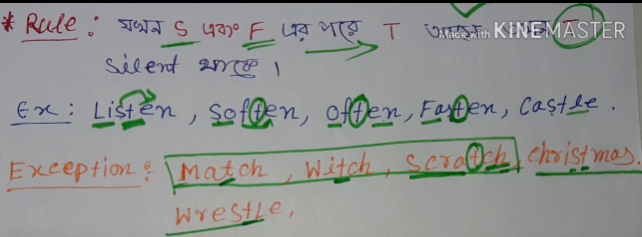 * Rule: যখন S এবং F এর পরে T
Made with KINEMASTER
silent থাকে।
Ex: Listen, Soften, Often, Fasten, Castle.
Exception: Match, Witch, Scratch, Christmas.
Wrestle.